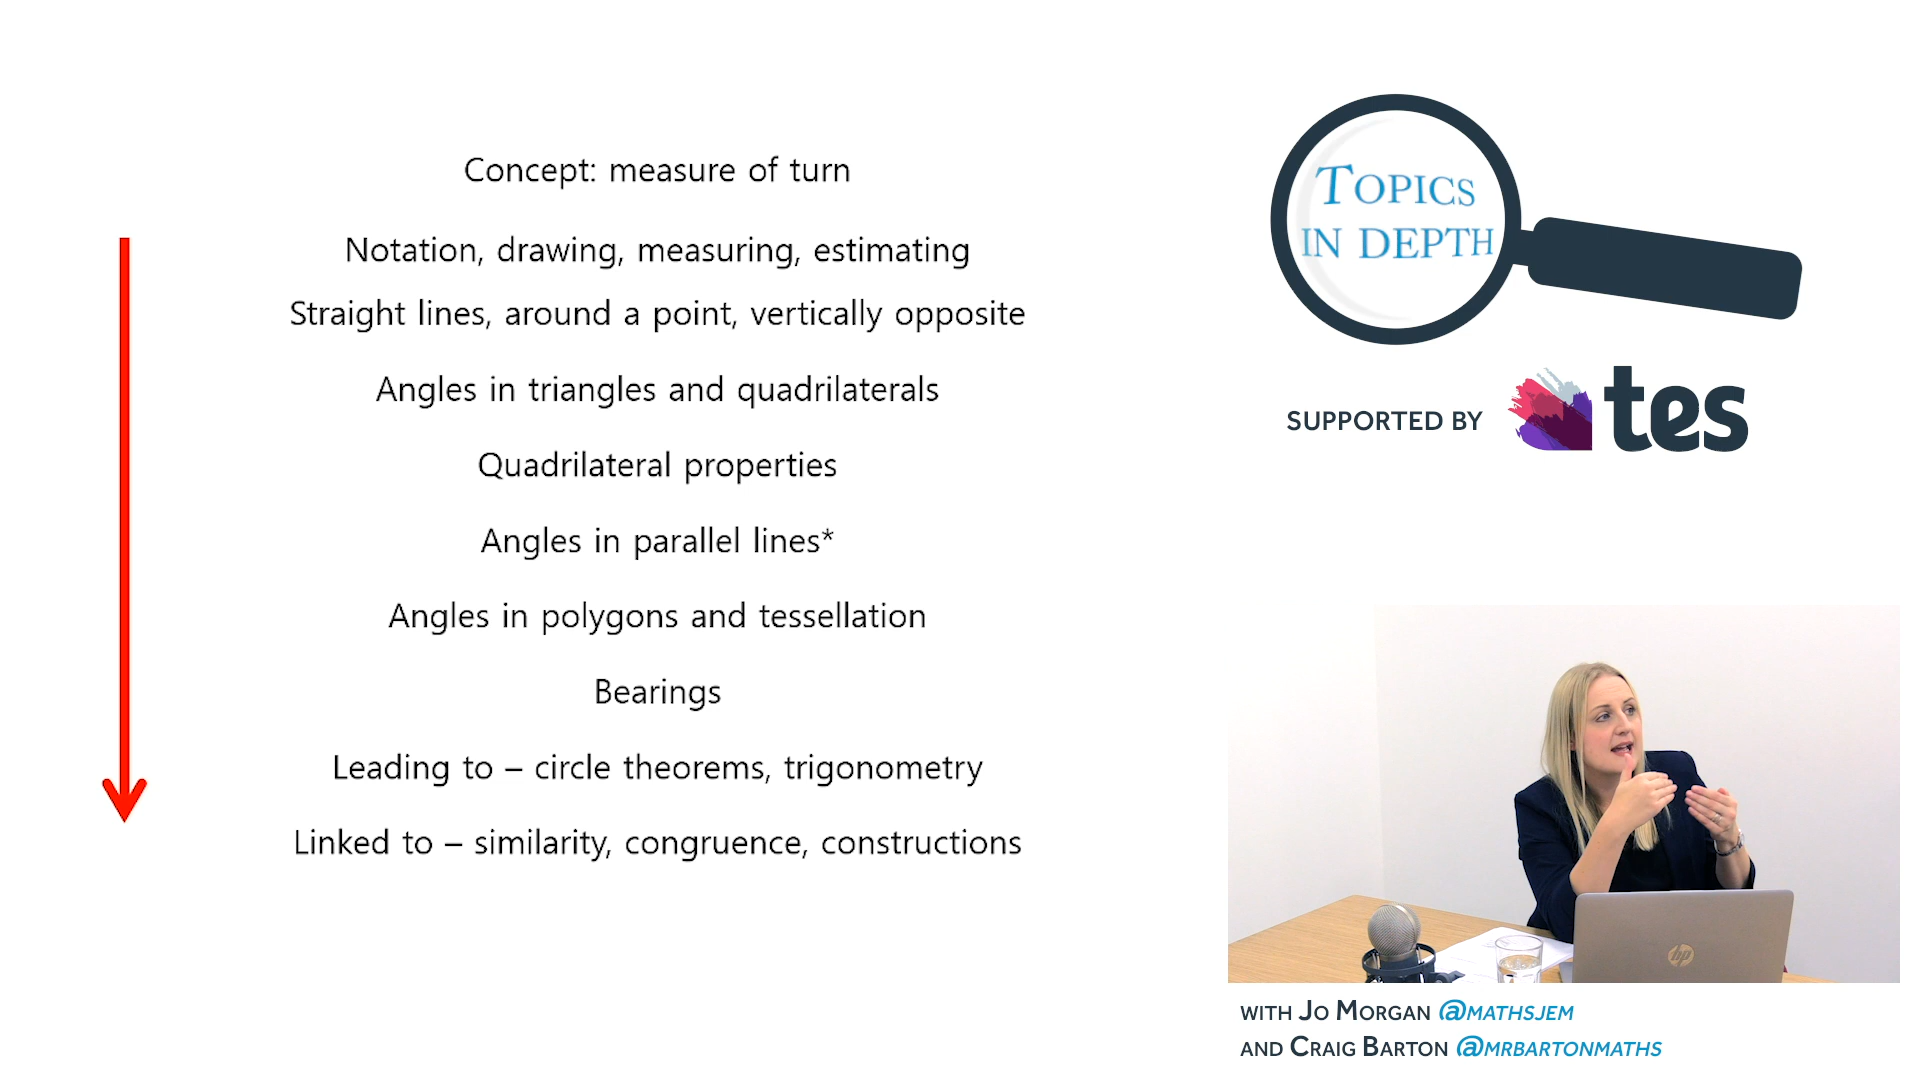 Concept: measure of turn
Notation, drawing, measuring, estimating
Straight lines, around a point, vertically opposite
Angles in triangles and quadrilaterals
Quadrilateral properties
Angles in parallel lines*
Angles in polygons and tessellation
Bearings
Leading to – circle theorems, trigonometry
Linked to – similarity, congruence, constructions
TOPICS
IN DEPTH
SUPPORTED BY tes
hp
WITH JO MORGAN @MATHSJEM
AND CRAIG BARTON @MRBARTONMATHS